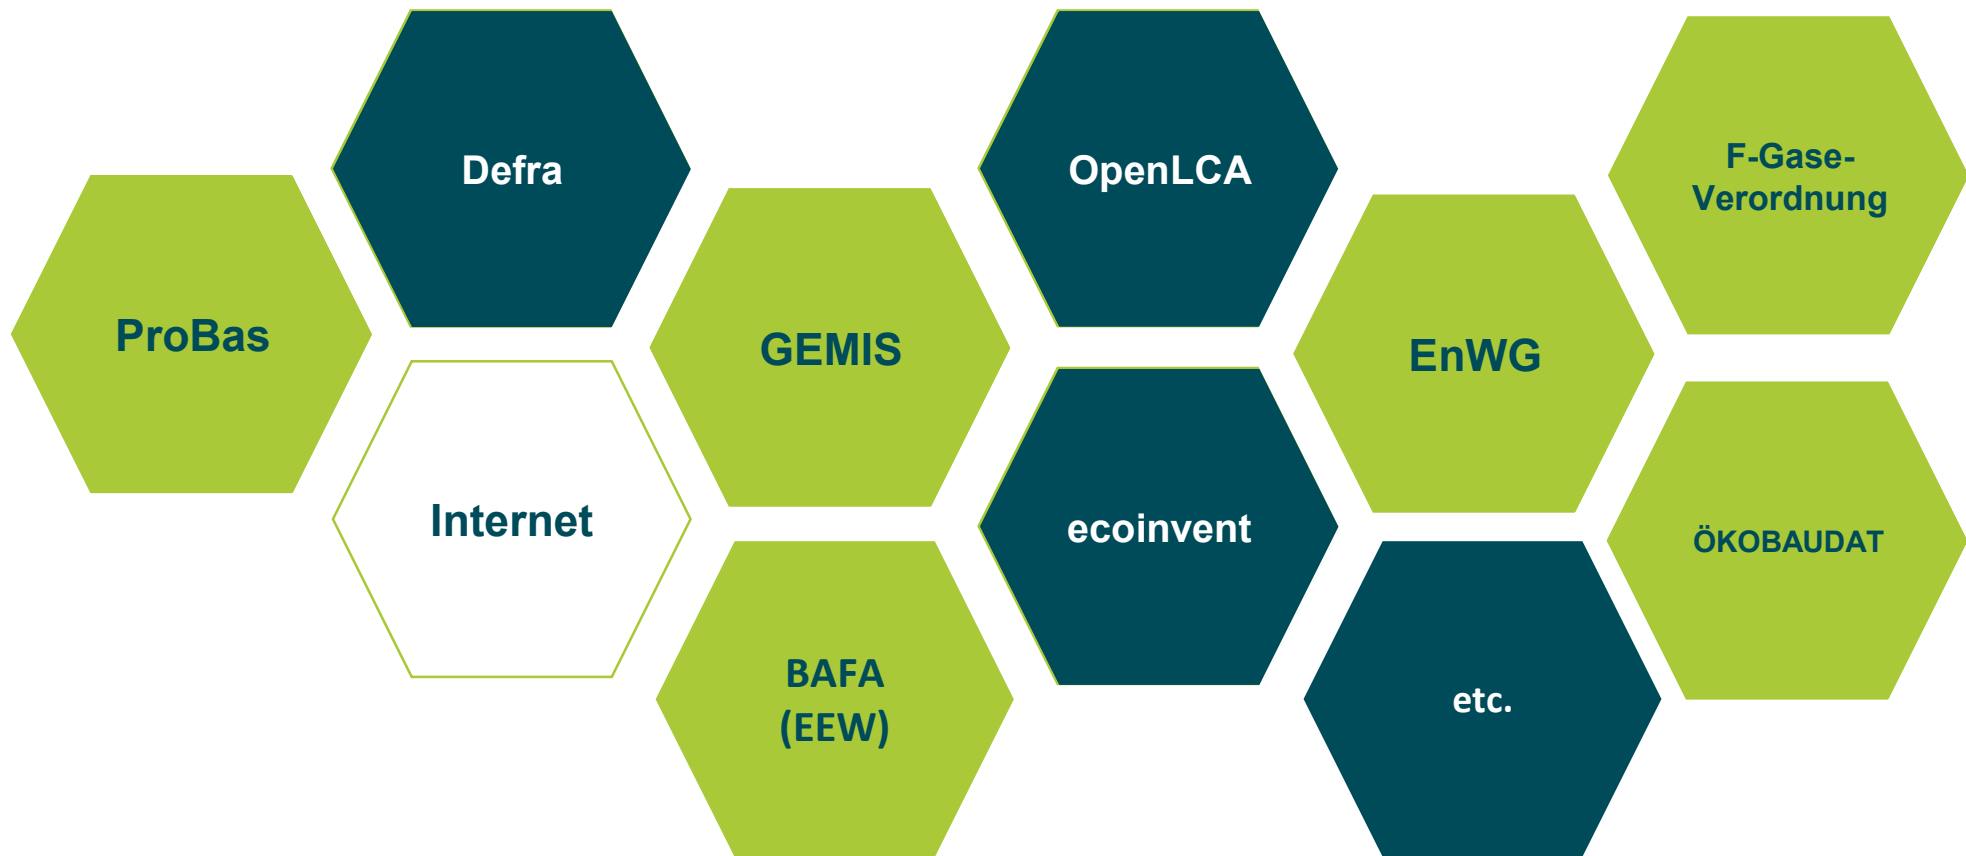 Defra
OpenLCA
F-Gase-
Verordnung
ProBas
GEMIS
EnWG
Internet
ecoinvent
ÖKOBAUDAT
BAFA
(EEW)
etc.